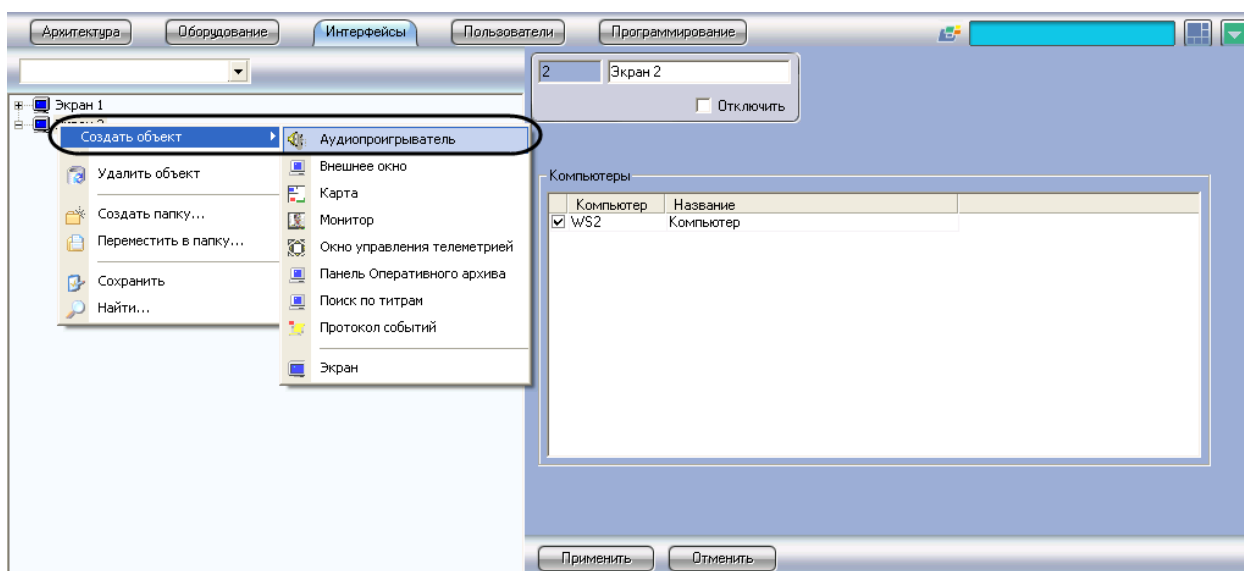 Архитектура Оборудование Интерфейсы Пользователи Программирование
2 Экран 2
Отключить
Экран 1
Создать объект
Удалить объект
Создать папку...
Переместить в папку...
Сохранить
Найти...
Аудиопроигрыватель
Внешнее окно
Карта
Монитор
Окно управления телеметрией
Панель Оперативного архива
Поиск по титрам
Протокол событий
Экран
Компьютеры
Компьютер Название
WS2 Компьютер
Применить Отменить